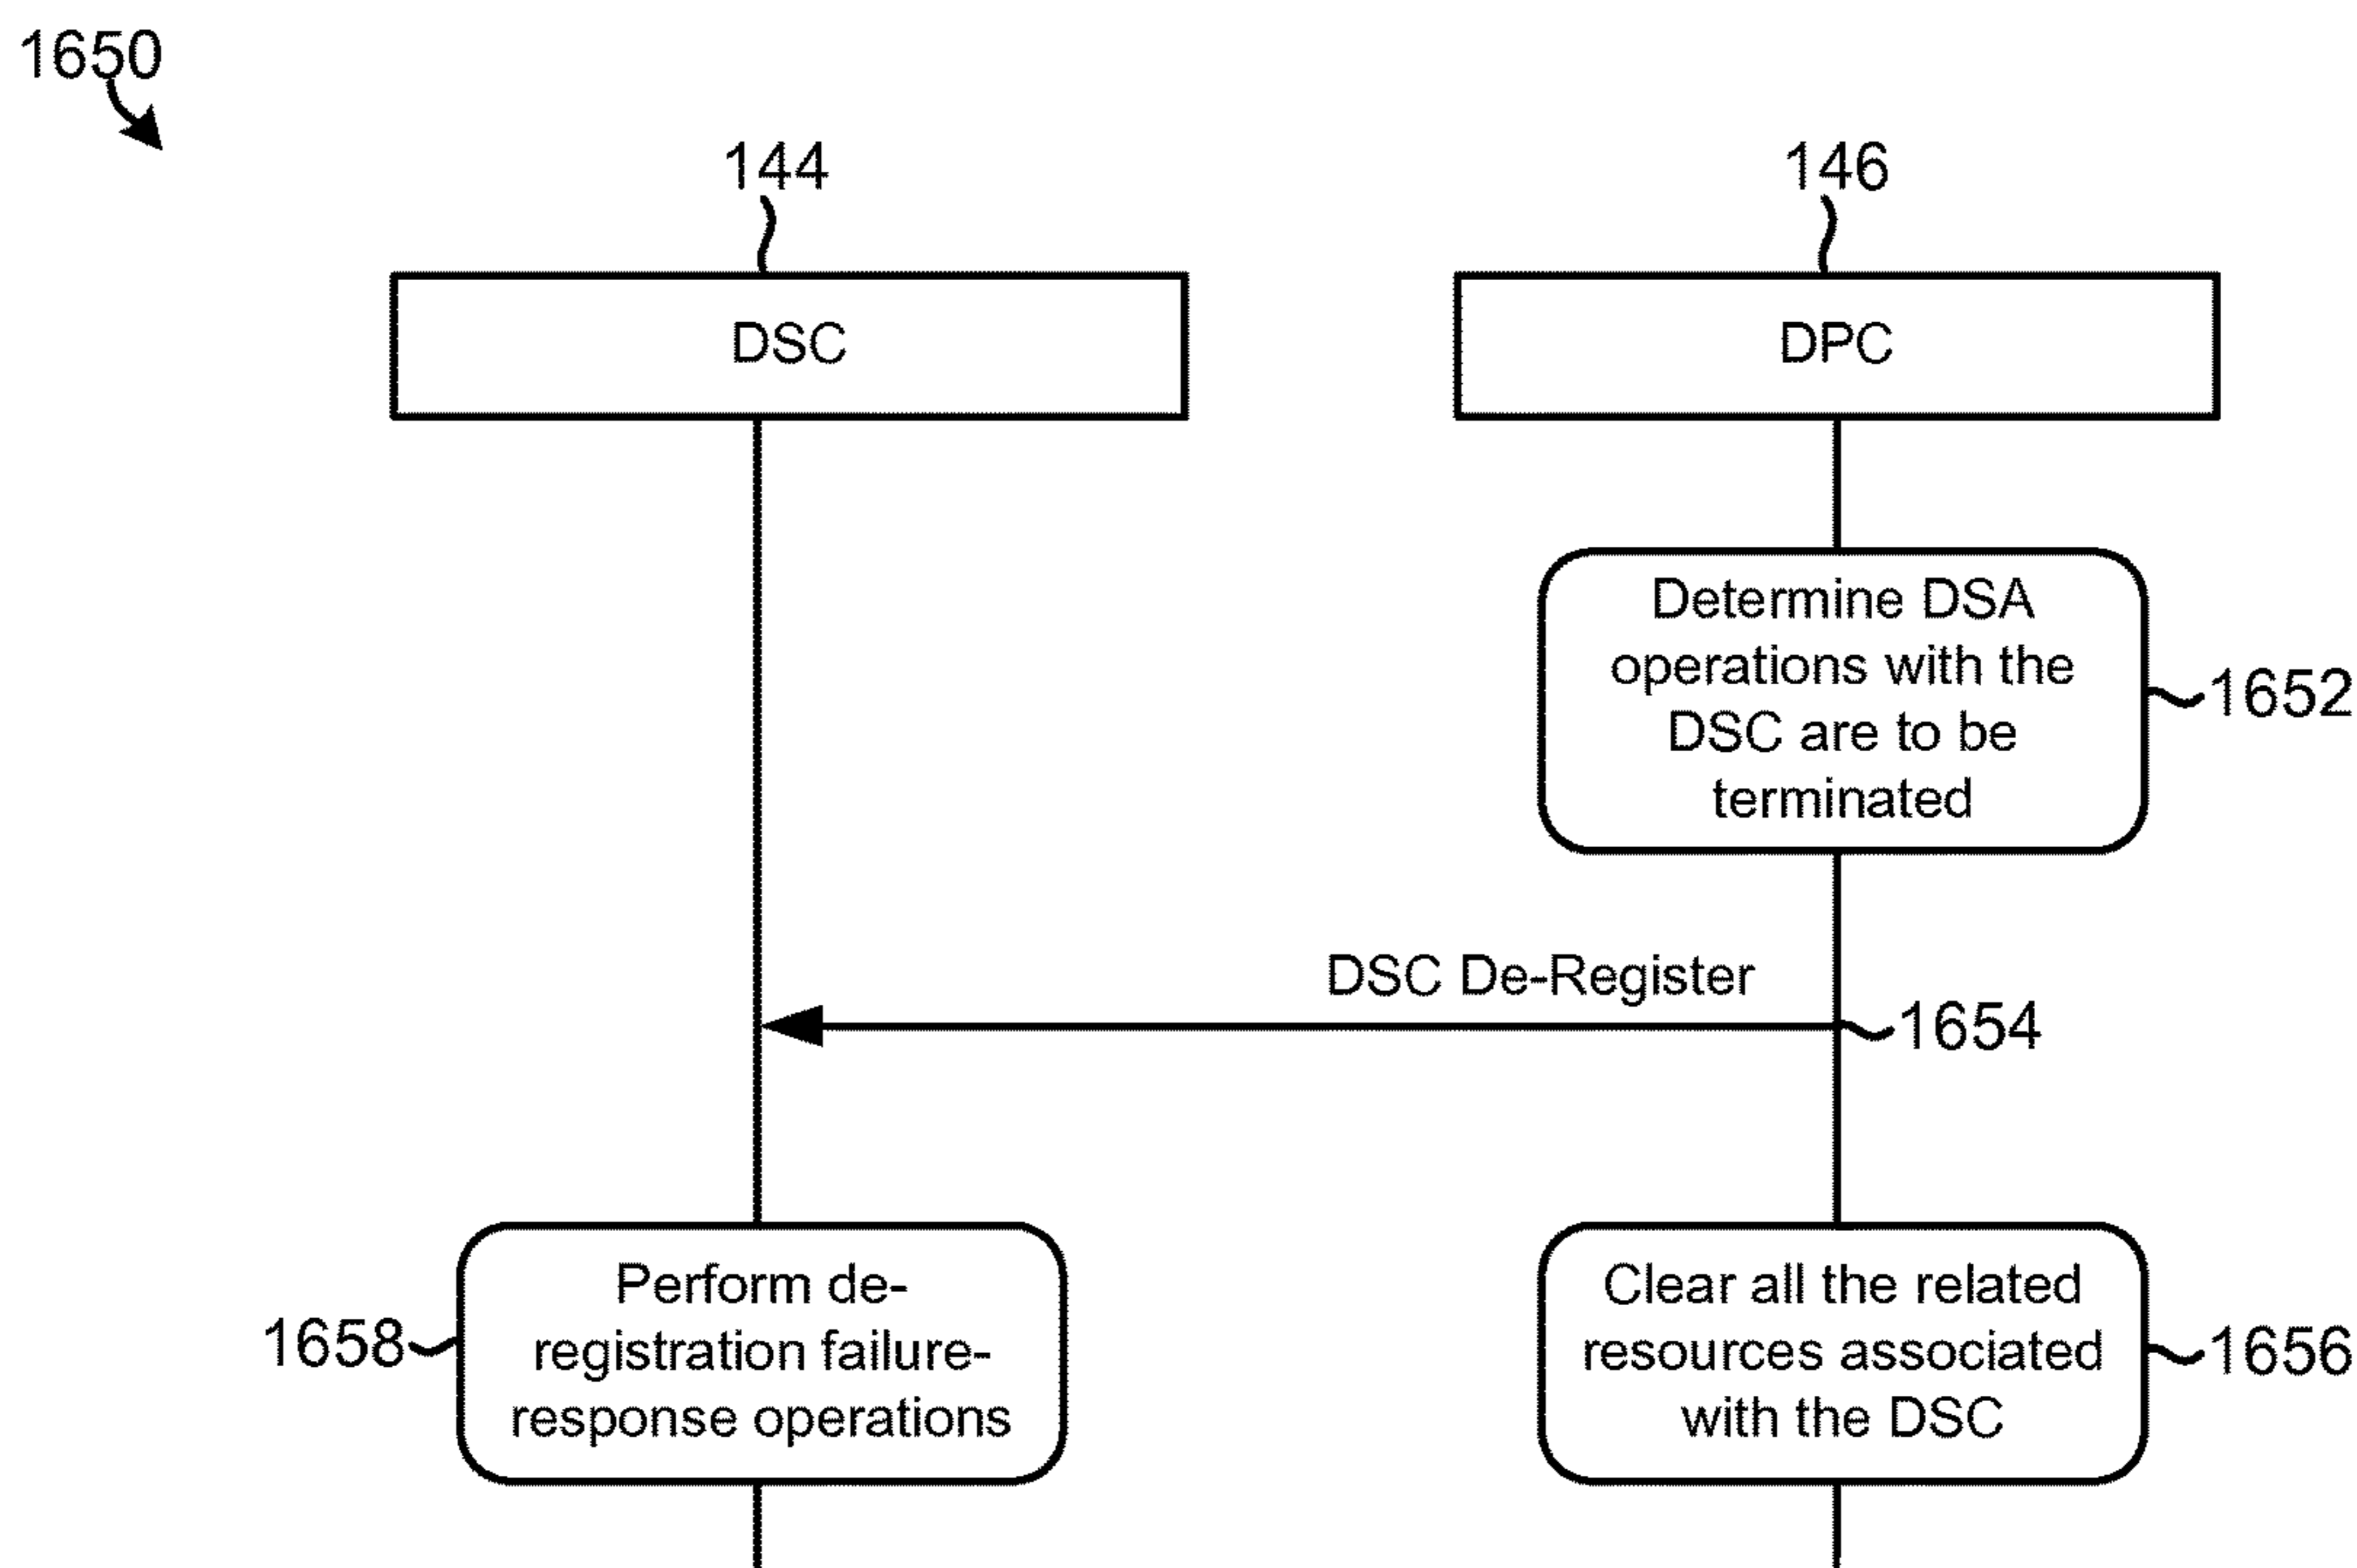 1650
144
146
DSC
DPC
Determine DSA
operations with the
DSC are to be
terminated
1652
DSC De-Register
1654
Perform de-
registration failure-
response operations
1658
Clear all the related
resources associated
with the DSC
1656